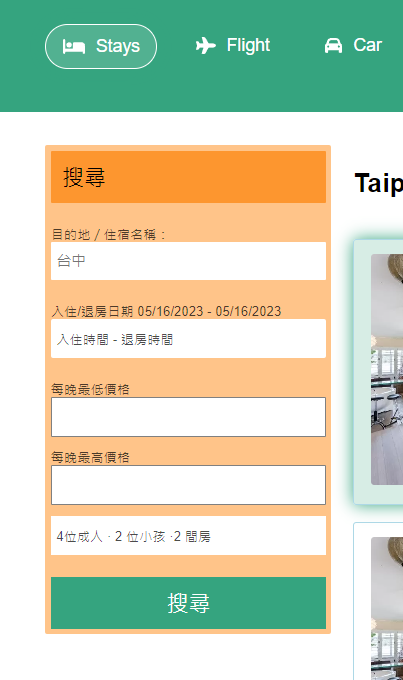 Stays Flight Car
搜尋
目的地 / 住宿名稱：
台中
入住/退房日期 05/16/2023 - 05/16/2023
入住時間 - 退房時間
每晚最低價格
每晚最高價格
4位成人 · 2 位小孩 ·2 間房
搜尋
Taip